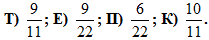 Т) 9/11; Е) 9/22; П) 6/22; К) 10/11.